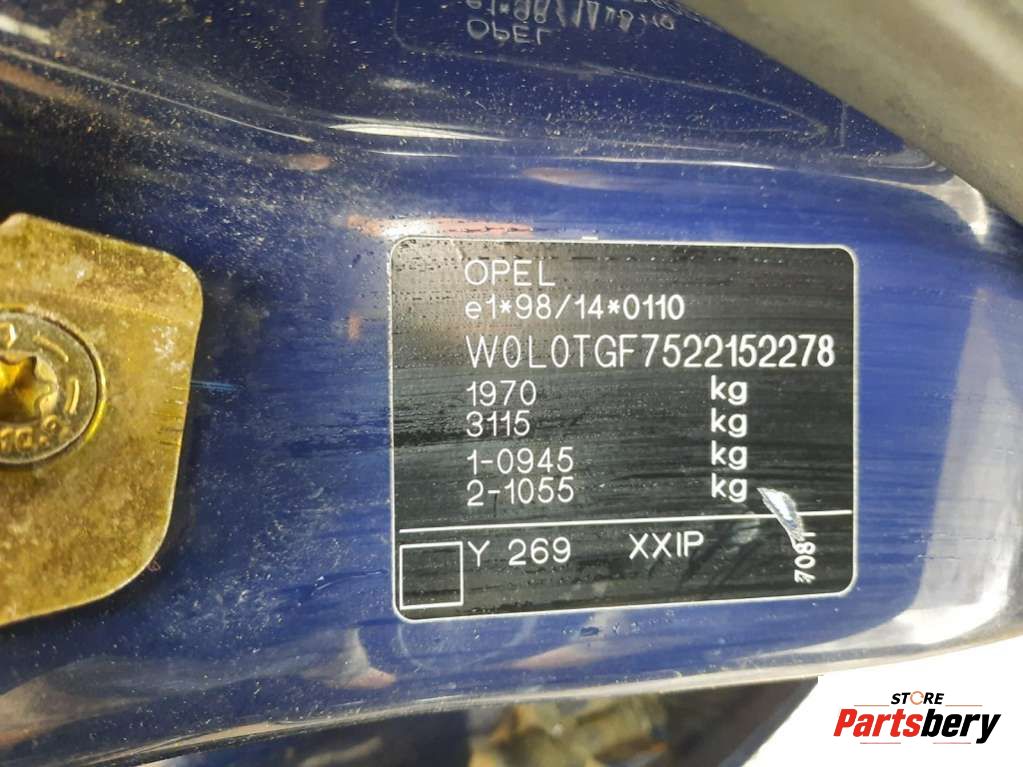 OPEL
e1*98/14*0110
W0L0TGF7522152278
1970 kg
3115 kg
1-0945 kg
2-1055 kg
Y 269 XXIP
STORE
Partsbery